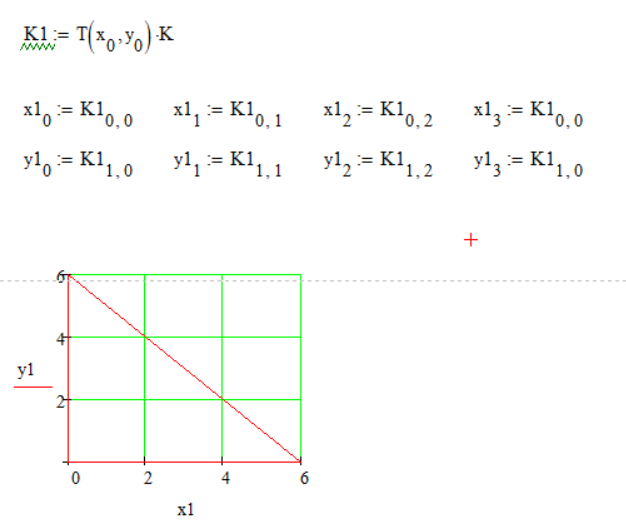 K1 := T(x₀, y₀)·K
x1₀ := K1₀,₀ x1₁ := K1₀,₁ x1₂ := K1₀,₂ x1₃ := K1₀,₀
y1₀ := K1₁,₀ y1₁ := K1₁,₁ y1₂ := K1₁,₂ y1₃ := K1₁,₀
6
4
y1
2
0 2 4 6
x1